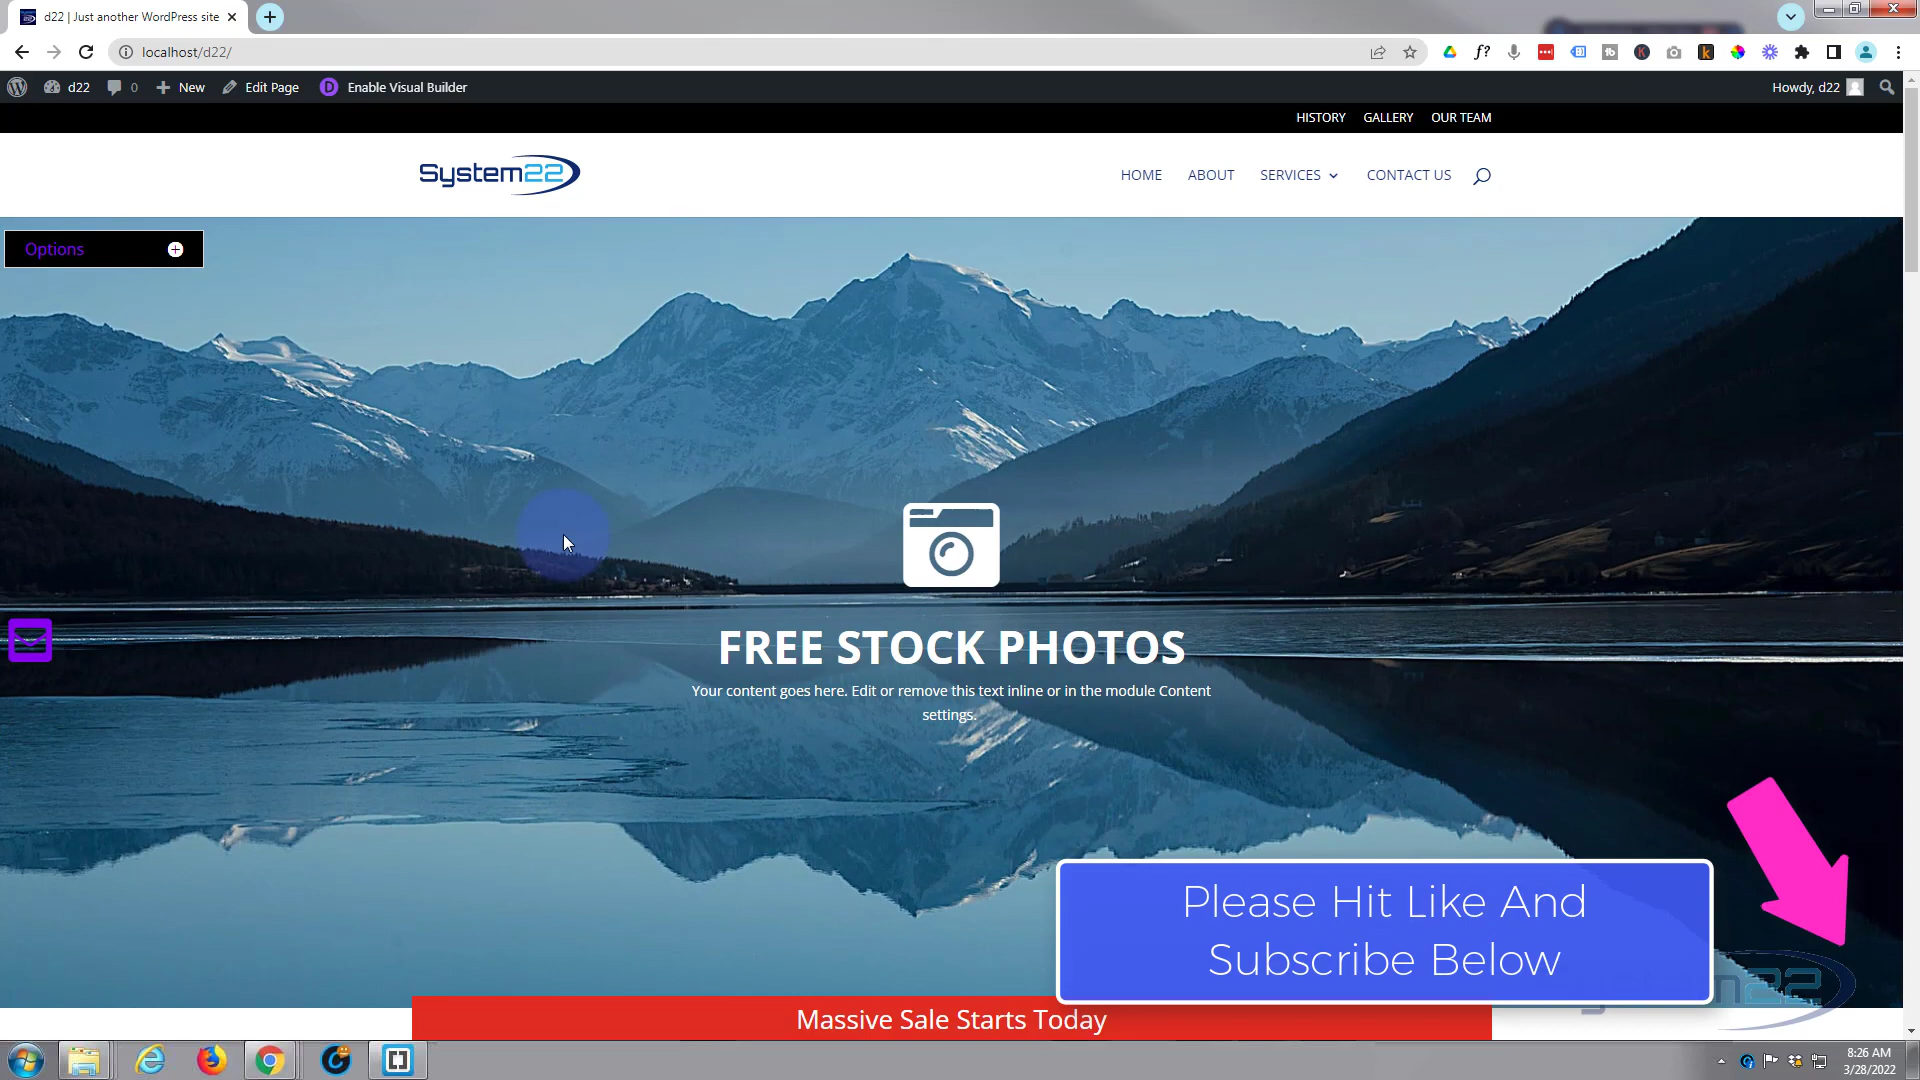 d22 | Just another WordPress site
localhost/d22/
d22 0 New Edit Page Enable Visual Builder Howdy, d22
HISTORY GALLERY OUR TEAM
System22
HOME ABOUT SERVICES CONTACT US
Options
FREE STOCK PHOTOS
Your content goes here. Edit or remove this text inline or in the module Content
settings.
Please Hit Like And
Subscribe Below
Massive Sale Starts Today
8:26 AM
3/28/2022